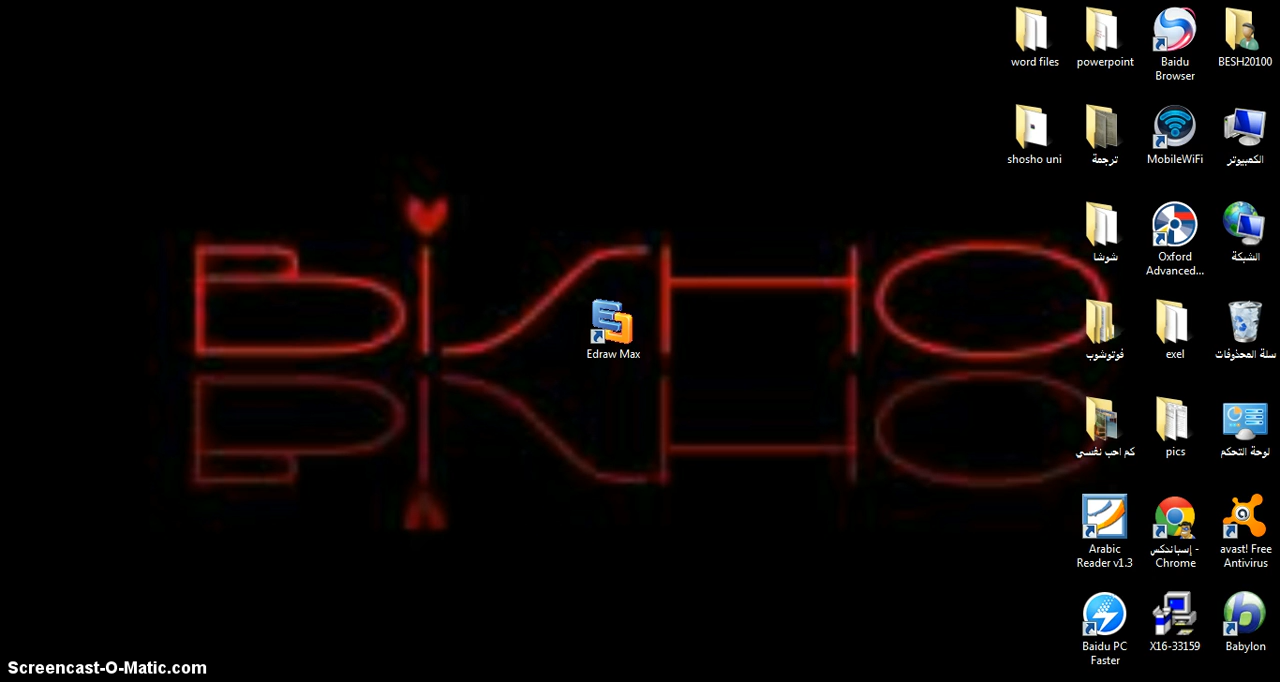 word files
powerpoint
Baidu
Browser
BESH20100
shosho uni
ترجمة
MobileWiFi
الكمبيوتر
شوشا
Oxford
Advanced...
الشبكة
BISHO
Edraw Max
فوتوشوب
exel
سلة المحذوفات
كم احب نفسي
pics
لوحة التحكم
Arabic
Reader v1.3
إسباندكس -
Chrome
avast! Free
Antivirus
Baidu PC
Faster
X16-33159
Babylon
Screencast-O-Matic.com